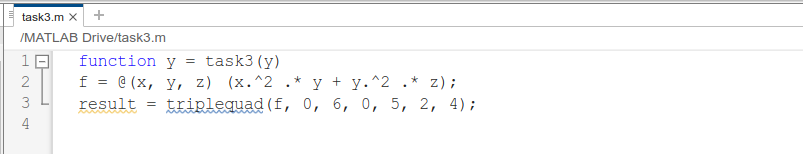 task3.m × +
/MATLAB Drive/task3.m
1 function y = task3(y)
2 f = @(x, y, z) (x.^2 .* y + y.^2 .* z);
3 result = triplequad(f, 0, 6, 0, 5, 2, 4);
4